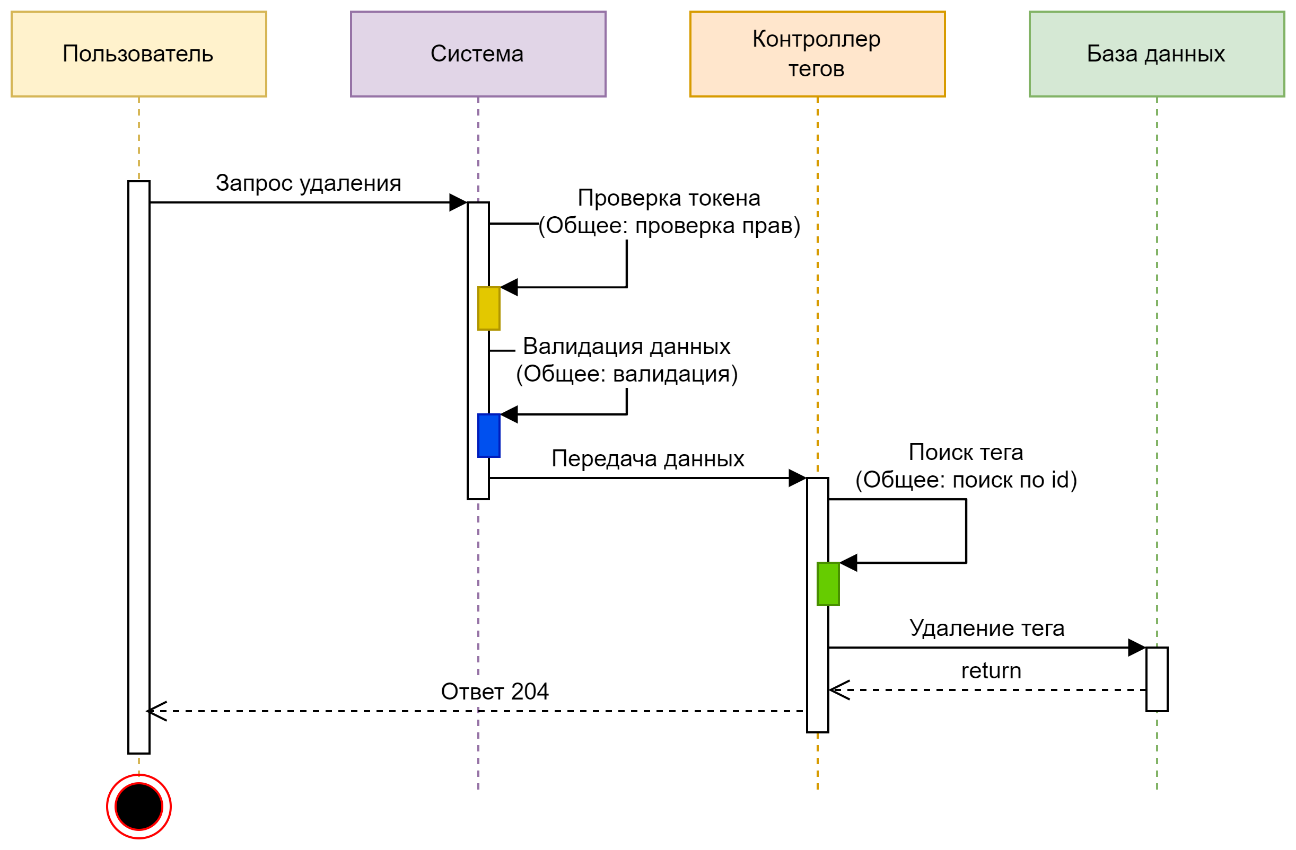 Пользователь
Система
Контроллер
тегов
База данных
Запрос удаления
Проверка токена
(Общее: проверка прав)
Валидация данных
(Общее: валидация)
Передача данных
Поиск тега
(Общее: поиск по id)
Удаление тега
return
Ответ 204